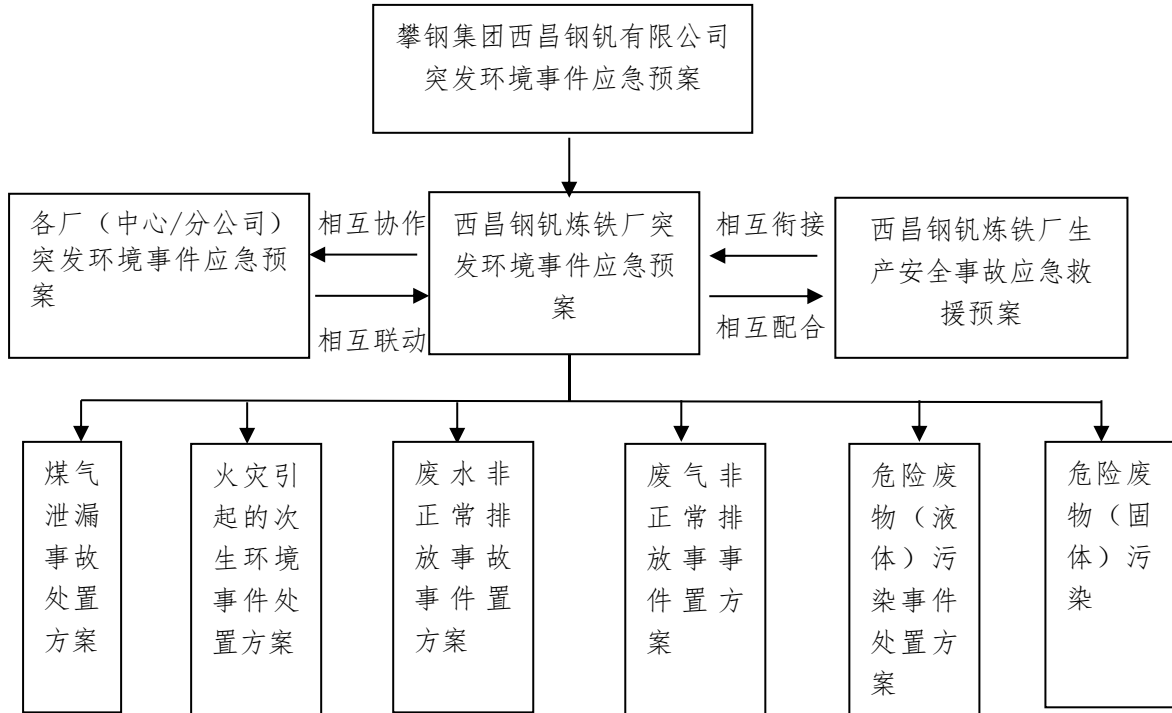 攀钢集团西昌钢钒有限公司
突发环境事件应急预案
各厂（中心/分公司）
突发环境事件应急预
案
相互协作
相互联动
西昌钢钒炼铁厂突
发环境事件应急预
案
相互衔接
相互配合
西昌钢钒炼铁厂生
产安全事故应急救
援预案
煤气
泄漏
事故
处置
方案
火灾引
起的次
生环境
事件处
置方案
废水非
正常排
放事故
事件置
方案
废气非
正常排
放事事
件置方
案
危险废
物（液
体）污
染事件
处置方
案
危险废
物（固
体）污
染